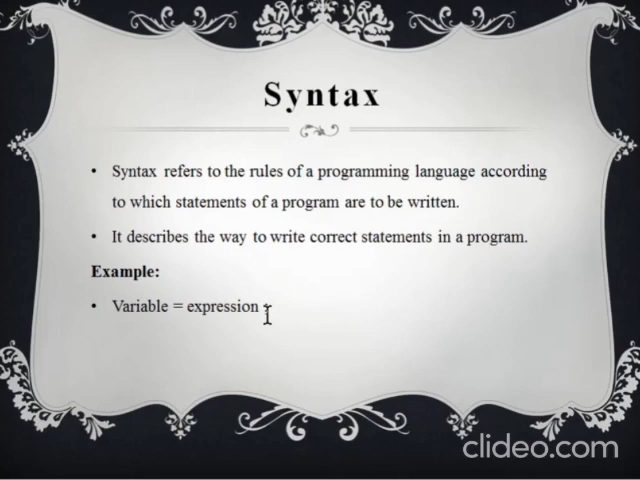 Syntax
• Syntax refers to the rules of a programming language according
to which statements of a program are to be written.
• It describes the way to write correct statements in a program.
Example:
• Variable = expression
clideo.com